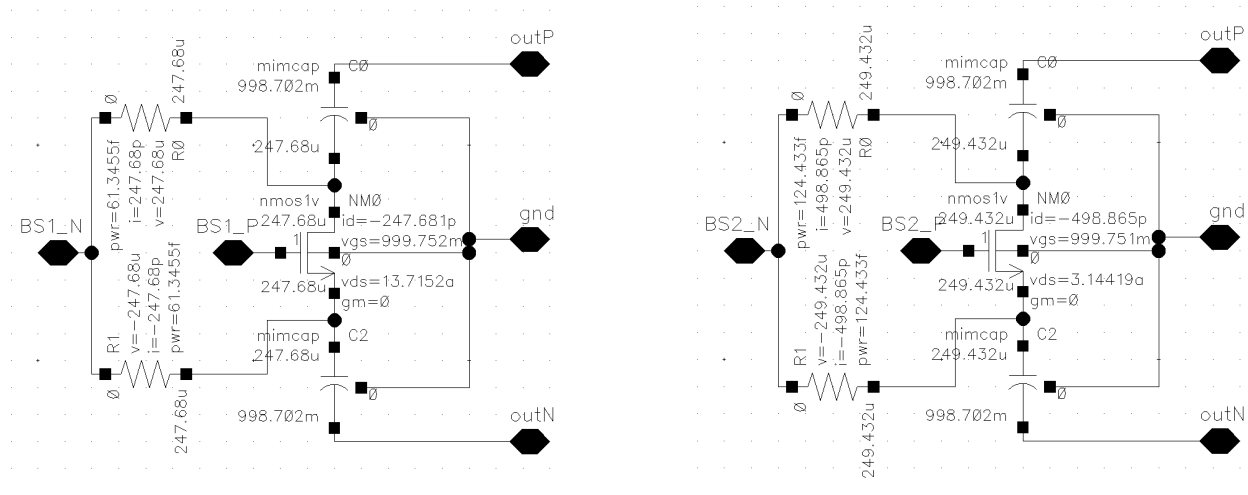 outP
mimcap C0
998.702m
0
247.68u
0
i=247.68p
v=247.68u
R0
pwr=61.3455f
247.68u
nmos1v NM0
BS1_N
BS1_P
247.68u
id=-247.681p
gnd
1
vgs=999.752m
0
247.68u
vds=13.7152a
gm=0
mimcap C2
247.68u
R1
v=-247.68u
i=-247.68p
pwr=61.3455f
0
247.68u
0
998.702m
outN
outP
mimcap C0
998.702m
0
249.432u
0
i=498.865p
v=249.432u
R0
pwr=124.433f
249.432u
nmos1v NM0
BS2_N
BS2_P
249.432u
id=-498.865p
gnd
1
vgs=999.751m
0
249.432u
vds=3.14419a
gm=0
mimcap C2
249.432u
R1
v=-249.432u
i=-498.865p
pwr=124.433f
0
249.432u
0
998.702m
outN